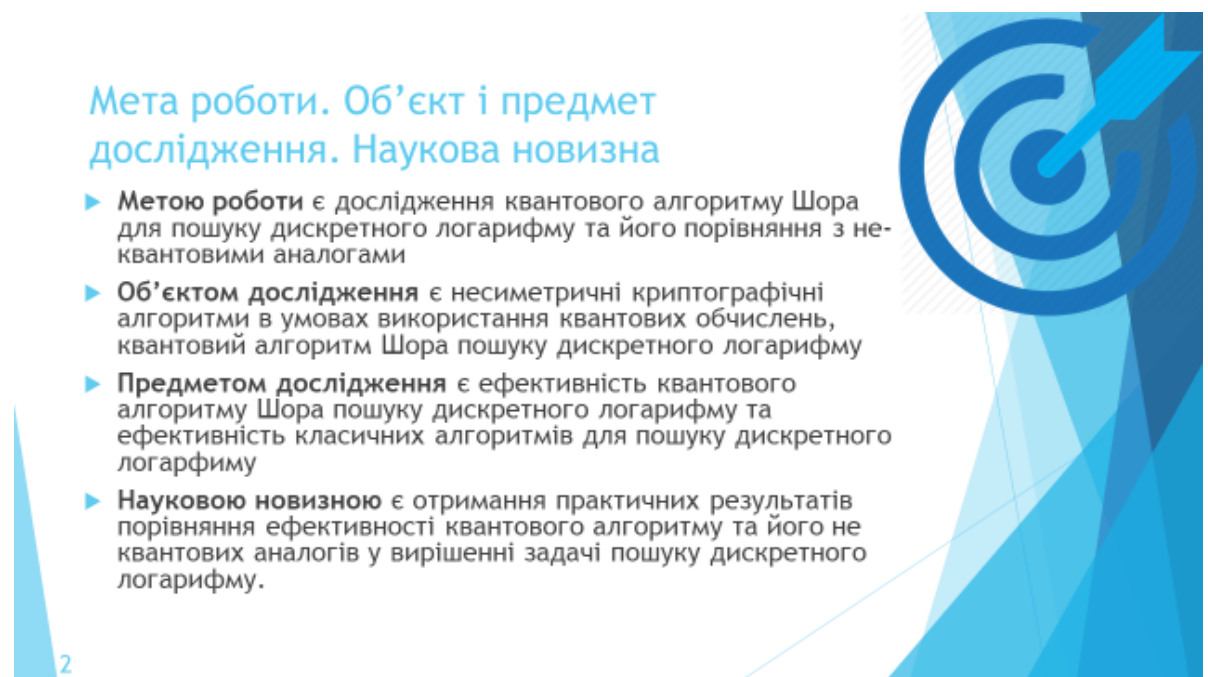 Мета роботи. Об’єкт і предмет
дослідження. Наукова новизна
Метою роботи є дослідження квантового алгоритму Шора
для пошуку дискретного логарифму та його порівняння з не-
квантовими аналогами
Об’єктом дослідження є несиметричні криптографічні
алгоритми в умовах використання квантових обчислень,
квантовий алгоритм Шора пошуку дискретного логарифму
Предметом дослідження є ефективність квантового
алгоритму Шора пошуку дискретного логарифму та
ефективність класичних алгоритмів для пошуку дискретного
логарфиму
Науковою новизною є отримання практичних результатів
порівняння ефективності квантового алгоритму та його не
квантових аналогів у вирішенні задачі пошуку дискретного
логарифму.
2